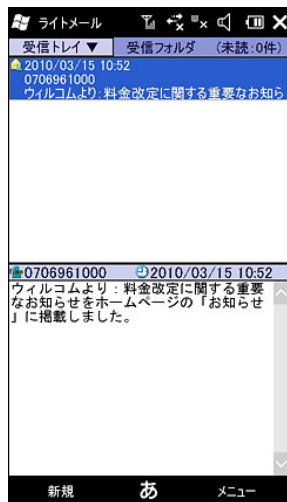 ライトメール
受信トレイ ▼ 受信フォルダ (未読:0件)
2010/03/15 10:52
0706961000
ウィルコムより:料金改定に関する重要なお知ら
0706961000 2010/03/15 10:52
ウィルコムより:料金改定に関する重要
なお知らせをホームページの「お知らせ
」に掲載しました。
新規 あ メニュー